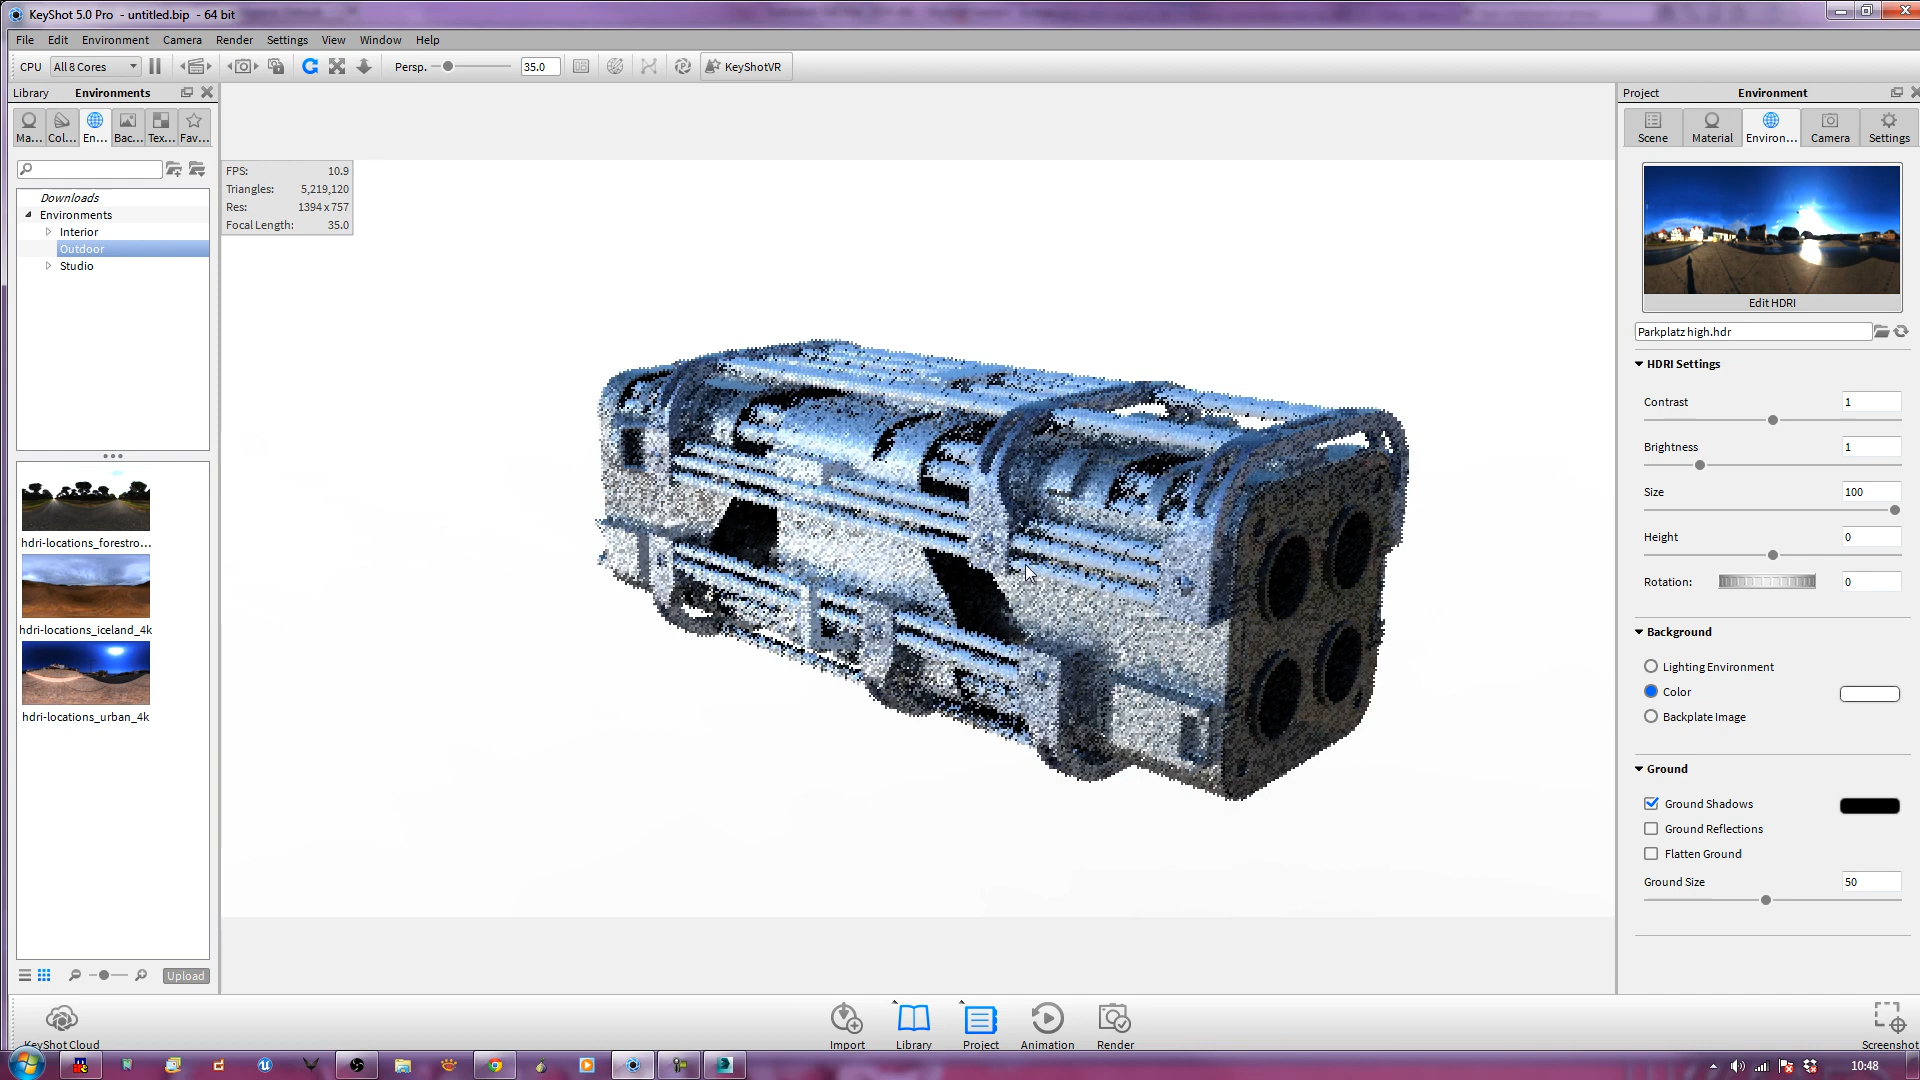 KeyShot 5.0 Pro - untitled.bip - 64 bit
File Edit Environment Camera Render Settings View Window Help
CPU All 8 Cores Persp. 35.0 KeyShotVR
Library Environments
Ma... Col... En... Bac... Tex... Fav...
Downloads
Environments
Interior
Outdoor
Studio
hdri-locations_forestro...
hdri-locations_iceland_4k
hdri-locations_urban_4k
Upload
FPS: 10.9
Triangles: 5,219,120
Res: 1394 x 757
Focal Length: 35.0
Project Environment
Scene Material Environ... Camera Settings
Edit HDRI
Parkplatz high.hdr
HDRI Settings
Contrast 1
Brightness 1
Size 100
Height 0
Rotation: 0
Background
Lighting Environment
Color
Backplate Image
Ground
Ground Shadows
Ground Reflections
Flatten Ground
Ground Size 50
KeyShot Cloud Import Library Project Animation Render Screenshot
10:48